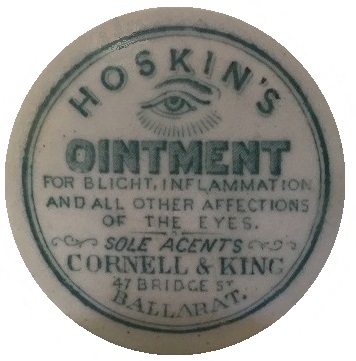 HOSKIN'S
OINTMENT
FOR BLIGHT, INFLAMMATION
AND ALL OTHER AFFECTIONS
OF THE EYES.
SOLE AGENTS
CORNELL & KING
47 BRIDGE ST
BALLARAT.